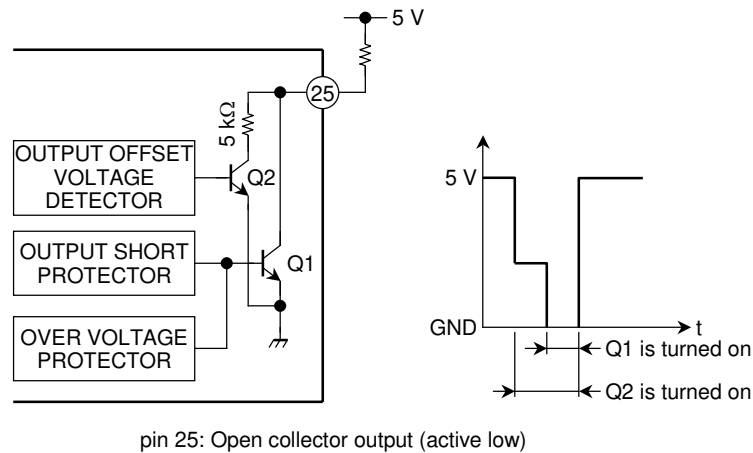 5 V
25
5 kΩ
OUTPUT OFFSET
VOLTAGE
DETECTOR
Q2
OUTPUT SHORT
PROTECTOR
Q1
OVER VOLTAGE
PROTECTOR
5 V
GND
t
Q1 is turned on
Q2 is turned on
pin 25: Open collector output (active low)